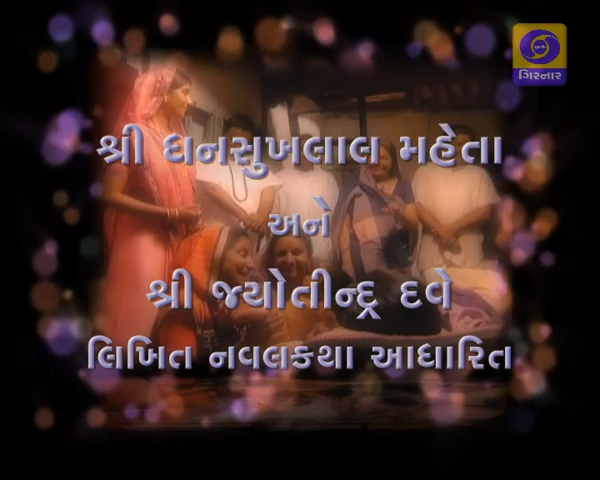 ગિરનાર
શ્રી ધનસુખલાલ મહેતા
અને
શ્રી જ્યોતીન્દ્ર દવે
લિખિત નવલકથા આધારિત